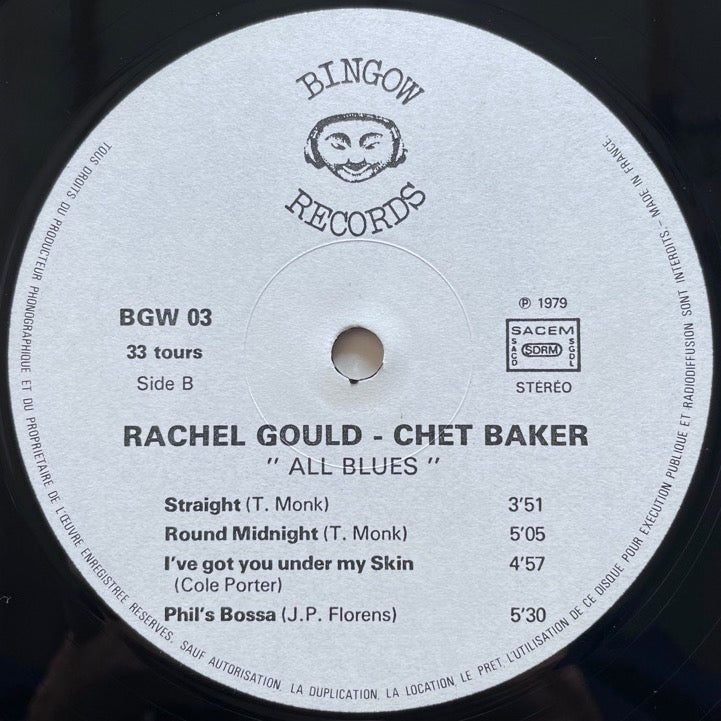 BINGOW
RECORDS
BGW 03
33 tours
Side B
℗ 1979
SACEM
SACD
SDRM
SGDL
STÉRÉO
RACHEL GOULD - CHET BAKER
" ALL BLUES "
Straight (T. Monk) 3'51
Round Midnight (T. Monk) 5'05
I've got you under my Skin 4'57
(Cole Porter)
Phil's Bossa (J.P. Florens) 5'30
TOUS DROITS DU PRODUCTEUR PHONOGRAPHIQUE ET DU PROPRIETAIRE DE L'ŒUVRE ENREGISTREE RESERVES, SAUF AUTORISATION, LA DUPLICATION, LA LOCATION, LE PRET, L'UTILISATION DE CE DISQUE POUR EXECUTION PUBLIQUE ET RADIODIFFUSION SONT INTERDITS. - MADE IN FRANCE.